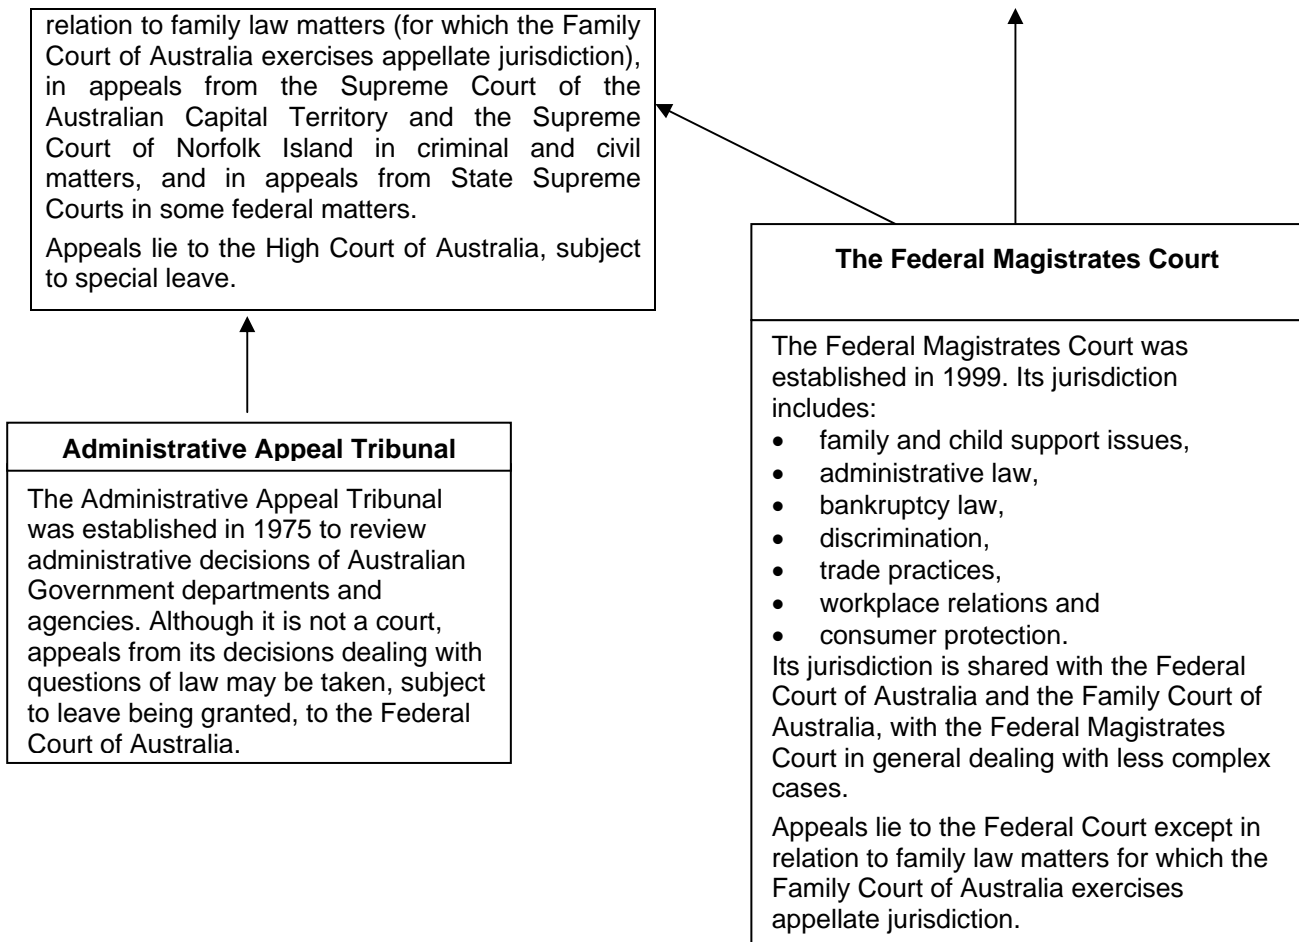 relation to family law matters (for which the Family
Court of Australia exercises appellate jurisdiction),
in appeals from the Supreme Court of the
Australian Capital Territory and the Supreme
Court of Norfolk Island in criminal and civil
matters, and in appeals from State Supreme
Courts in some federal matters.
Appeals lie to the High Court of Australia, subject
to special leave.
Administrative Appeal Tribunal
The Administrative Appeal Tribunal
was established in 1975 to review
administrative decisions of Australian
Government departments and
agencies. Although it is not a court,
appeals from its decisions dealing with
questions of law may be taken, subject
to leave being granted, to the Federal
Court of Australia.
The Federal Magistrates Court
The Federal Magistrates Court was
established in 1999. Its jurisdiction
includes:
• family and child support issues,
• administrative law,
• bankruptcy law,
• discrimination,
• trade practices,
• workplace relations and
• consumer protection.
Its jurisdiction is shared with the Federal
Court of Australia and the Family Court of
Australia, with the Federal Magistrates
Court in general dealing with less complex
cases.
Appeals lie to the Federal Court except in
relation to family law matters for which the
Family Court of Australia exercises
appellate jurisdiction.